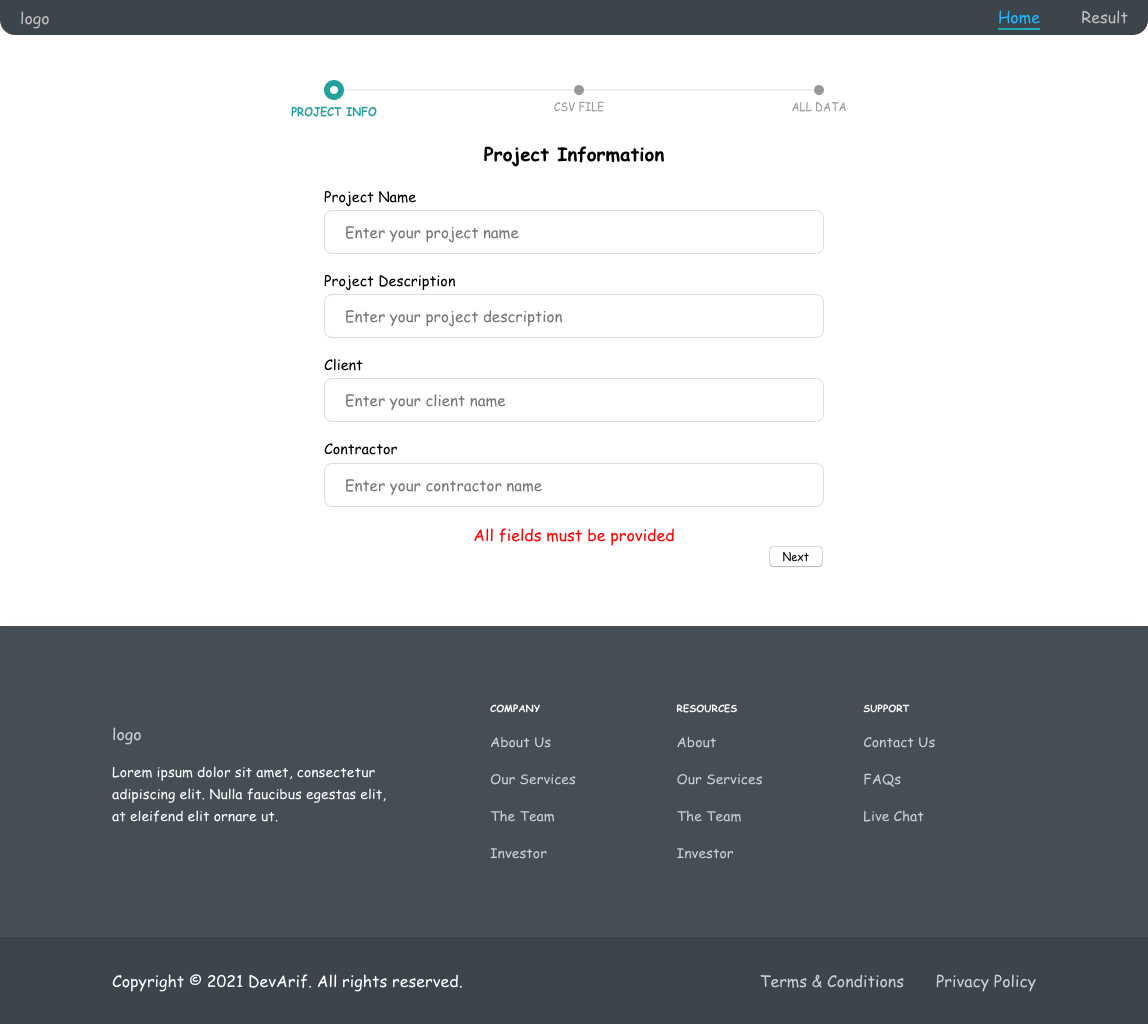 logo
Home
Result
PROJECT INFO
CSV FILE
ALL DATA
Project Information
Project Name
Enter your project name
Project Description
Enter your project description
Client
Enter your client name
Contractor
Enter your contractor name
All fields must be provided
Next
logo
Lorem ipsum dolor sit amet, consectetur
adipiscing elit. Nulla faucibus egestas elit,
at eleifend elit ornare ut.
COMPANY
About Us
Our Services
The Team
Investor
RESOURCES
About
Our Services
The Team
Investor
SUPPORT
Contact Us
FAQs
Live Chat
Copyright © 2021 DevArif. All rights reserved.
Terms & Conditions
Privacy Policy